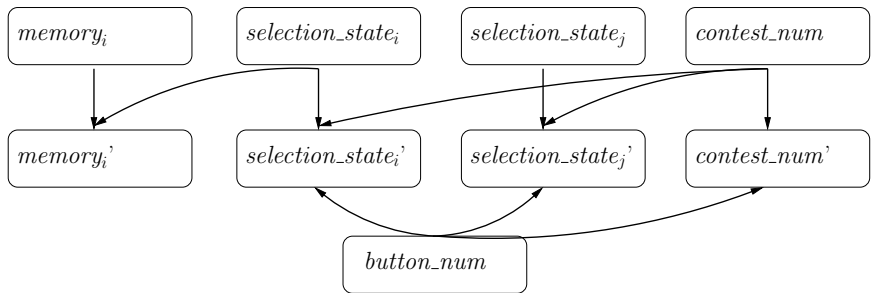 memoryᵢ selection_stateᵢ selection_stateⱼ contest_num
memoryᵢ' selection_stateᵢ' selection_stateⱼ' contest_num'
button_num